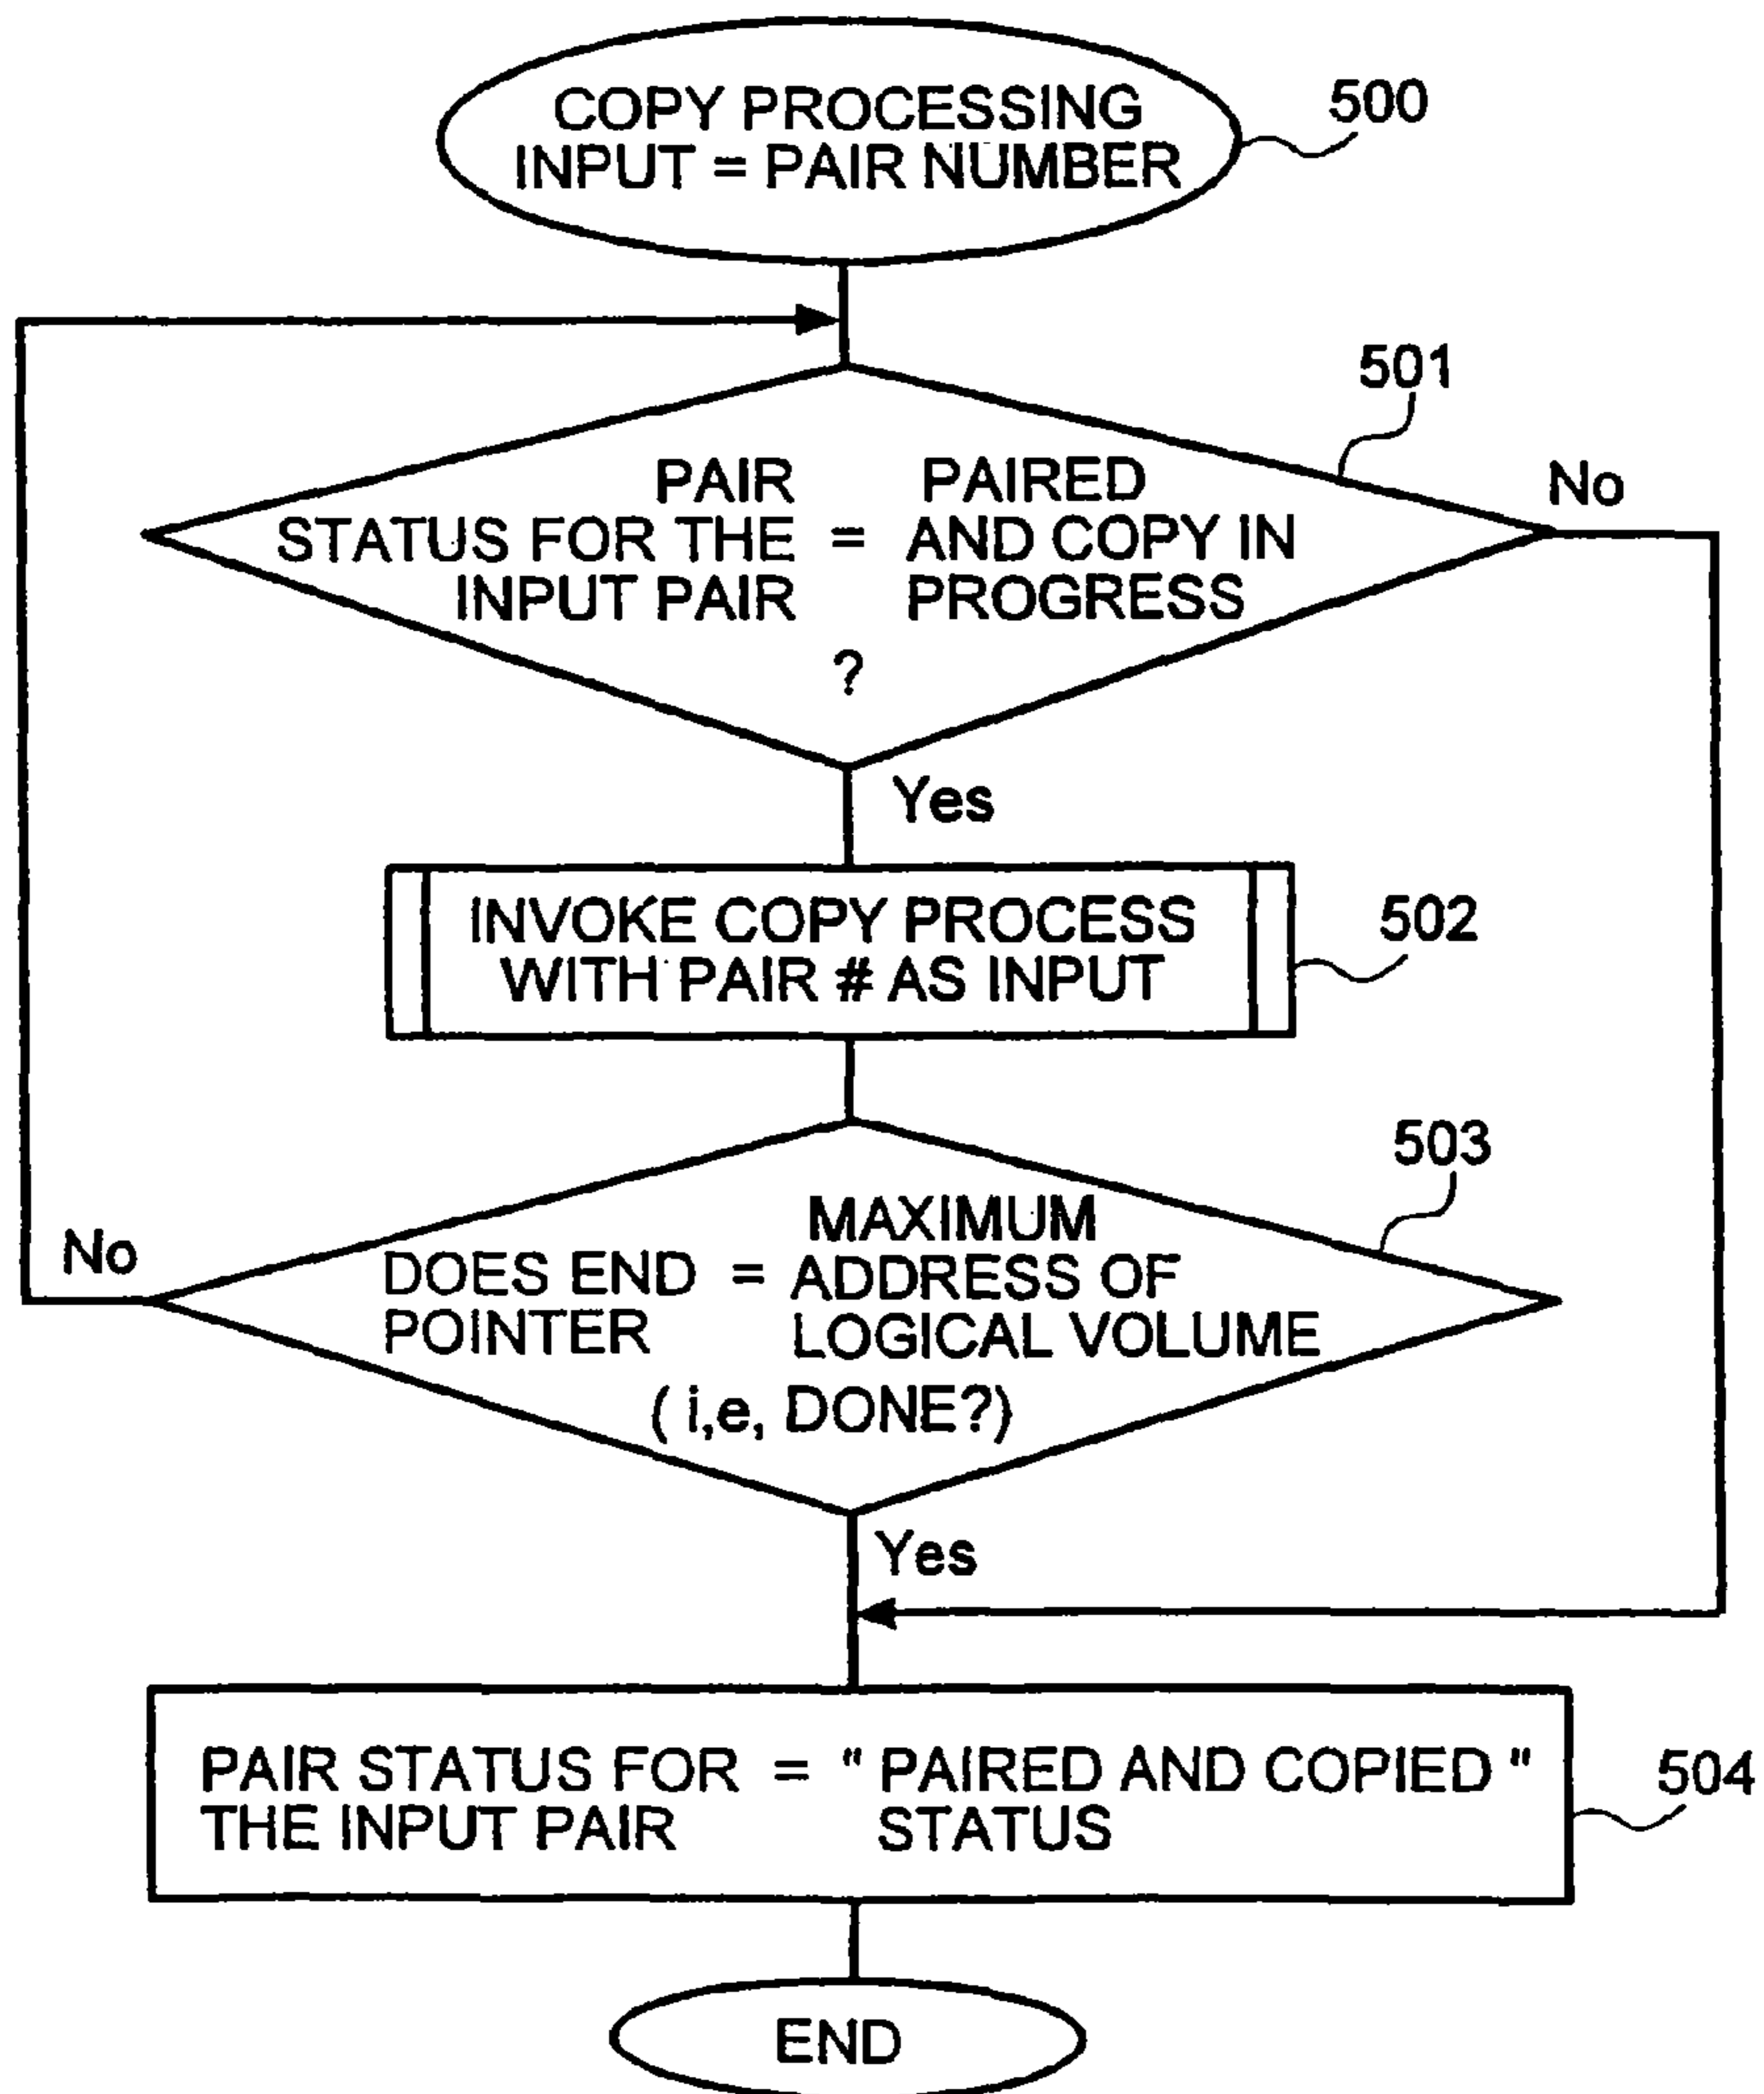 COPY PROCESSING
INPUT = PAIR NUMBER
500
501
No
PAIR PAIRED
STATUS FOR THE = AND COPY IN
INPUT PAIR PROGRESS
?
Yes
INVOKE COPY PROCESS
WITH PAIR # AS INPUT
502
503
No
MAXIMUM
DOES END = ADDRESS OF
POINTER LOGICAL VOLUME
( i,e, DONE?)
Yes
PAIR STATUS FOR = " PAIRED AND COPIED "
THE INPUT PAIR STATUS
504
END